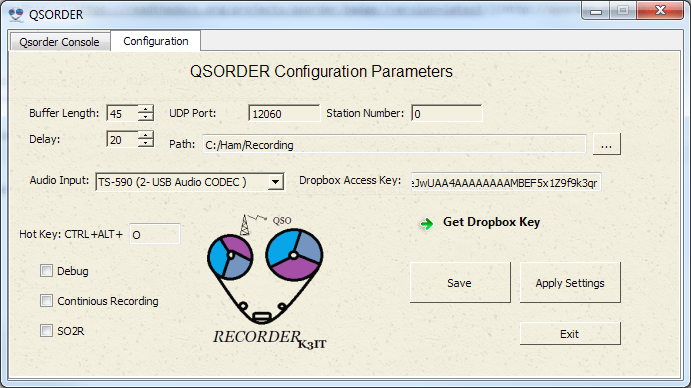 QSORDER
Qsorder Console Configuration
QSORDER Configuration Parameters
Buffer Length: 45 UDP Port: 12060 Station Number: 0
Delay: 20 Path: C:/Ham/Recording ...
Audio Input: TS-590 (2- USB Audio CODEC ) Dropbox Access Key: eJwUAA4AAAAAAAAMBEF5x1Z9f9k3qr
Hot Key: CTRL+ALT+ O
Get Dropbox Key
Debug
Continious Recording
SO2R
QSO
RECORDER
K3IT
Save Apply Settings
Exit